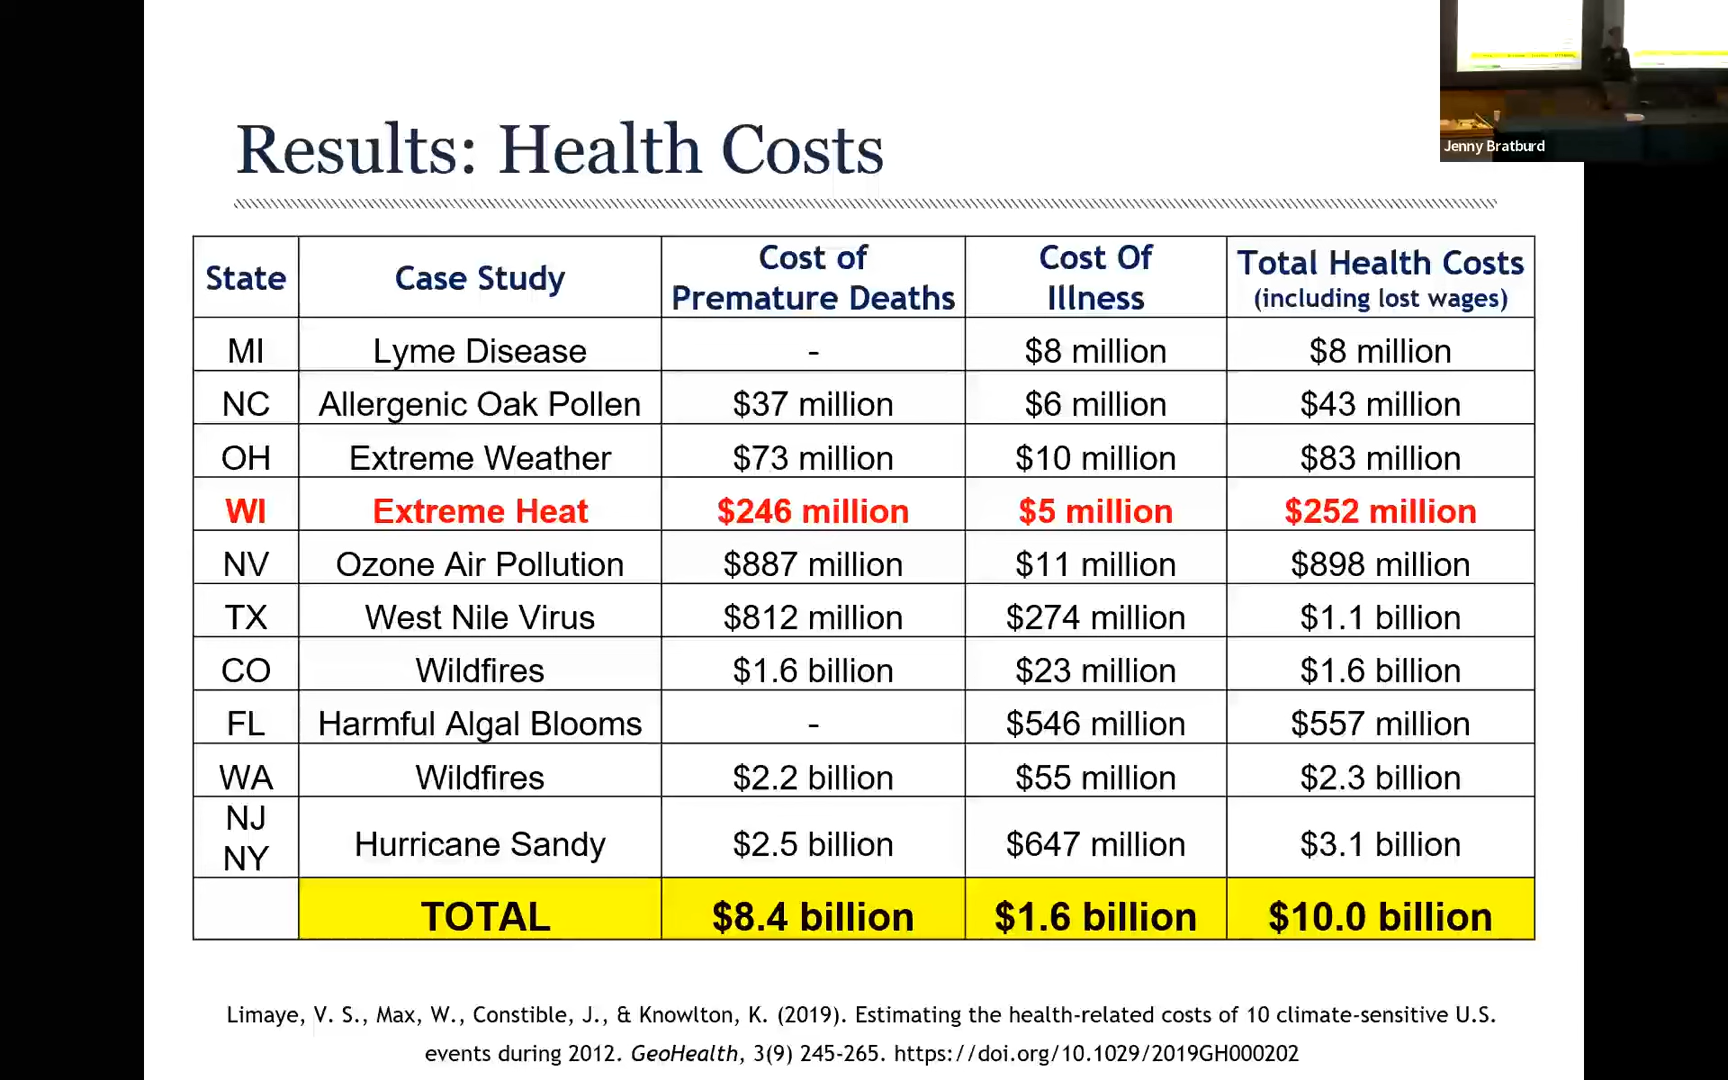 Results: Health Costs
Jenny Bratburd
State Case Study Cost of Premature Deaths Cost Of Illness Total Health Costs (including lost wages)
MI Lyme Disease - $8 million $8 million
NC Allergenic Oak Pollen $37 million $6 million $43 million
OH Extreme Weather $73 million $10 million $83 million
WI Extreme Heat $246 million $5 million $252 million
NV Ozone Air Pollution $887 million $11 million $898 million
TX West Nile Virus $812 million $274 million $1.1 billion
CO Wildfires $1.6 billion $23 million $1.6 billion
FL Harmful Algal Blooms - $546 million $557 million
WA Wildfires $2.2 billion $55 million $2.3 billion
NJ NY Hurricane Sandy $2.5 billion $647 million $3.1 billion
TOTAL $8.4 billion $1.6 billion $10.0 billion
Limaye, V. S., Max, W., Constible, J., & Knowlton, K. (2019). Estimating the health-related costs of 10 climate-sensitive U.S.
events during 2012. GeoHealth, 3(9) 245-265. https://doi.org/10.1029/2019GH000202